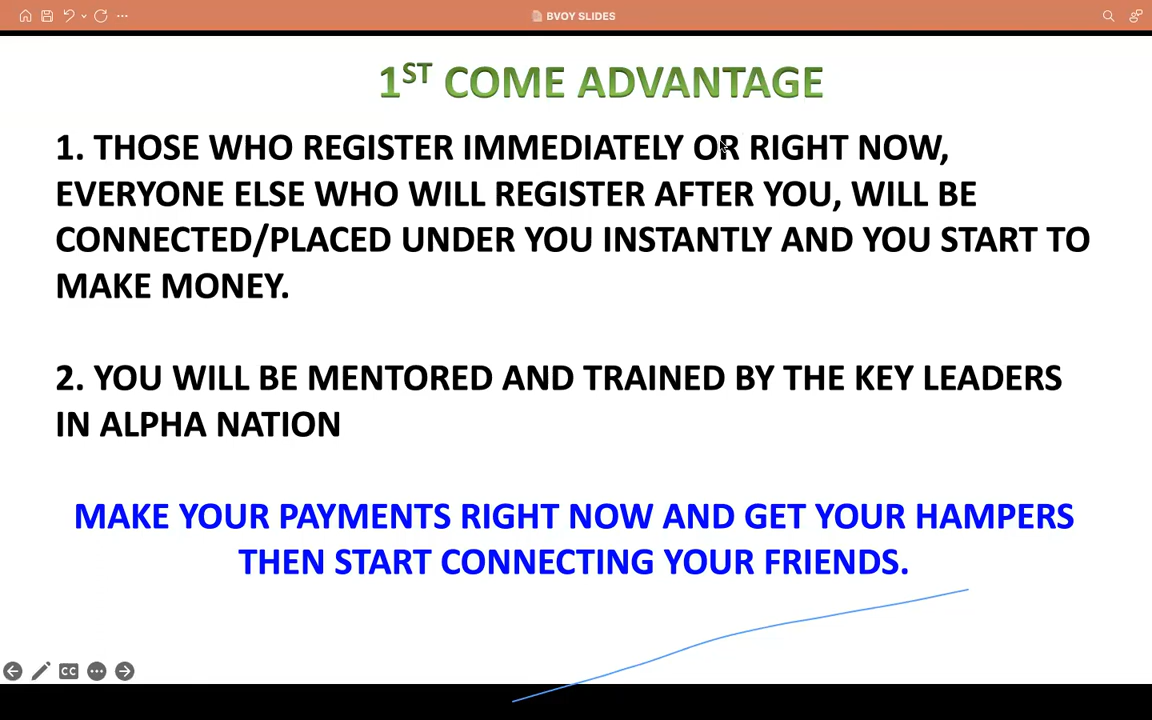 BVOY SLIDES
1ST COME ADVANTAGE
1. THOSE WHO REGISTER IMMEDIATELY OR RIGHT NOW,
EVERYONE ELSE WHO WILL REGISTER AFTER YOU, WILL BE
CONNECTED/PLACED UNDER YOU INSTANTLY AND YOU START TO
MAKE MONEY.
2. YOU WILL BE MENTORED AND TRAINED BY THE KEY LEADERS
IN ALPHA NATION
MAKE YOUR PAYMENTS RIGHT NOW AND GET YOUR HAMPERS
THEN START CONNECTING YOUR FRIENDS.
CC